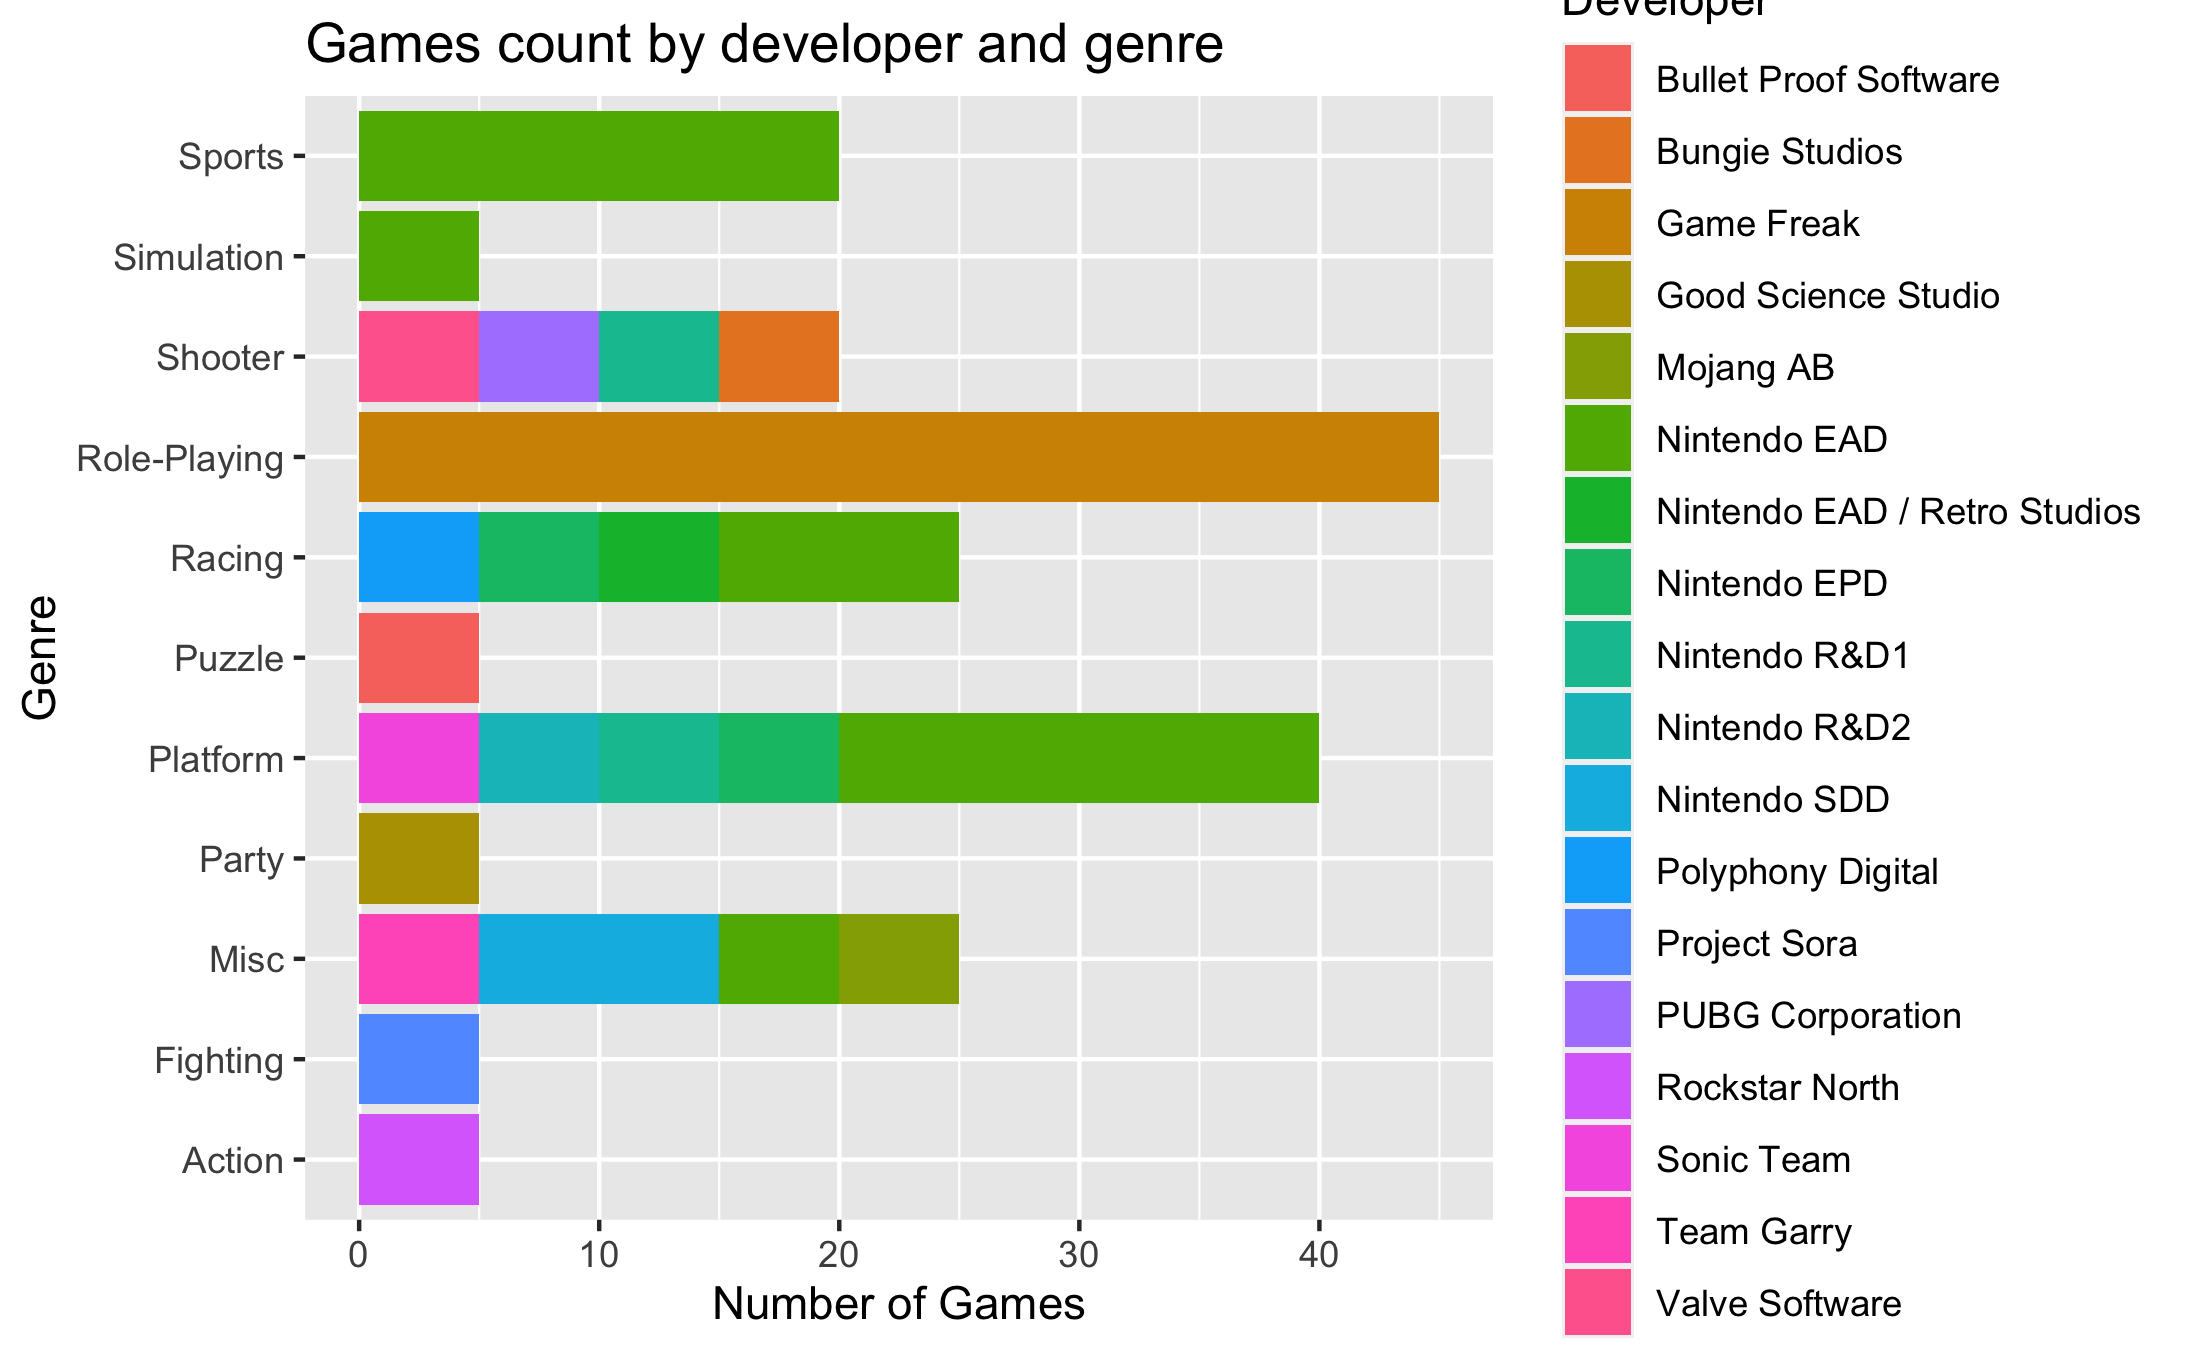 Games count by developer and genre
Genre
Sports
Simulation
Shooter
Role-Playing
Racing
Puzzle
Platform
Party
Misc
Fighting
Action
0 10 20 30 40
Number of Games
Developer
Bullet Proof Software
Bungie Studios
Game Freak
Good Science Studio
Mojang AB
Nintendo EAD
Nintendo EAD / Retro Studios
Nintendo EPD
Nintendo R&D1
Nintendo R&D2
Nintendo SDD
Polyphony Digital
Project Sora
PUBG Corporation
Rockstar North
Sonic Team
Team Garry
Valve Software